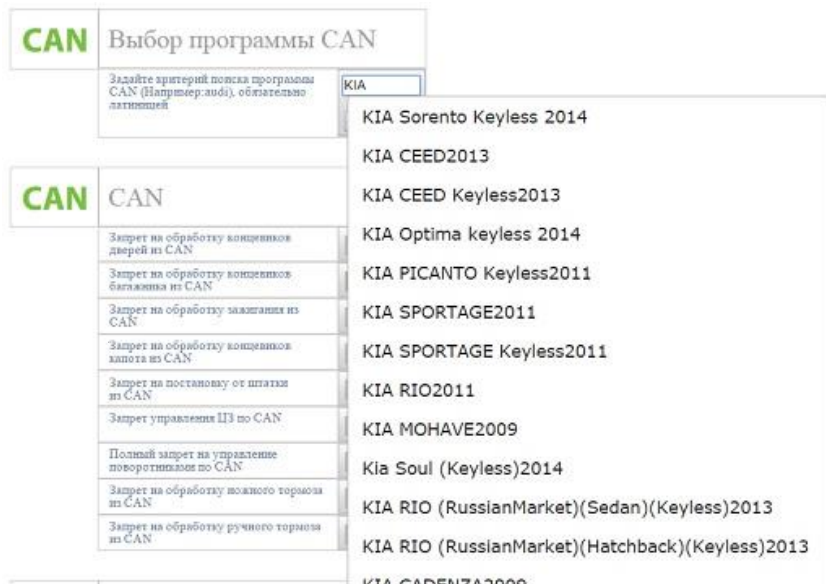 CAN
Выбор программы CAN
Задайте критерий поиска программы
CAN (Например:audi), обязательно
латиницей
KIA
KIA Sorento Keyless 2014
KIA CEED2013
KIA CEED Keyless2013
KIA Optima keyless 2014
KIA PICANTO Keyless2011
KIA SPORTAGE2011
KIA SPORTAGE Keyless2011
KIA RIO2011
KIA MOHAVE2009
Kia Soul (Keyless)2014
KIA RIO (RussianMarket)(Sedan)(Keyless)2013
KIA RIO (RussianMarket)(Hatchback)(Keyless)2013
KIA CADENZA2009
CAN
CAN
Запрет на обработку концевиков
дверей из CAN
Запрет на обработку концевиков
багажника из CAN
Запрет на обработку зажигания из
CAN
Запрет на обработку концевиков
капота из CAN
Запрет на постановку от штатки
из CAN
Запрет управления ЦЗ по CAN
Полный запрет на управление
поворотниками по CAN
Запрет на обработку ножного тормоза
из CAN
Запрет на обработку ручного тормоза
из CAN